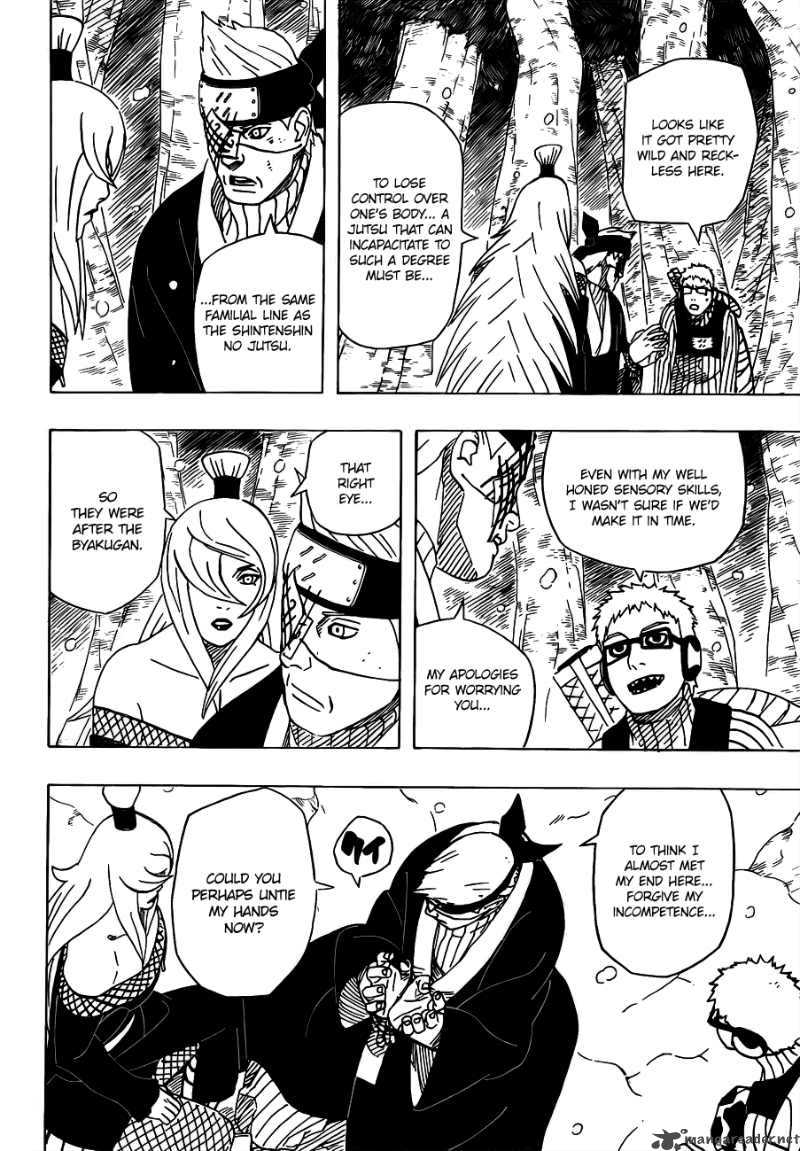 LOOKS LIKE
IT GOT PRETTY
WILD AND RECK-
LESS HERE.
TO LOSE
CONTROL OVER
ONE'S BODY... A
JUTSU THAT CAN
INCAPACITATE TO
SUCH A DEGREE
MUST BE...
...FROM THE SAME
FAMILIAL LINE AS
THE SHINTENSHIN
NO JUTSU.
EVEN WITH MY WELL
HONED SENSORY SKILLS,
I WASN'T SURE IF WE'D
MAKE IT IN TIME.
MY APOLOGIES
FOR WORRYING
YOU...
THAT
RIGHT
EYE...
SO
THEY WERE
AFTER THE
BYAKUGAN.
TO THINK I
ALMOST MET
MY END HERE...
FORGIVE MY
INCOMPETENCE...
クイ
COULD YOU
PERHAPS UNTIE
MY HANDS
NOW?
mangareader.net